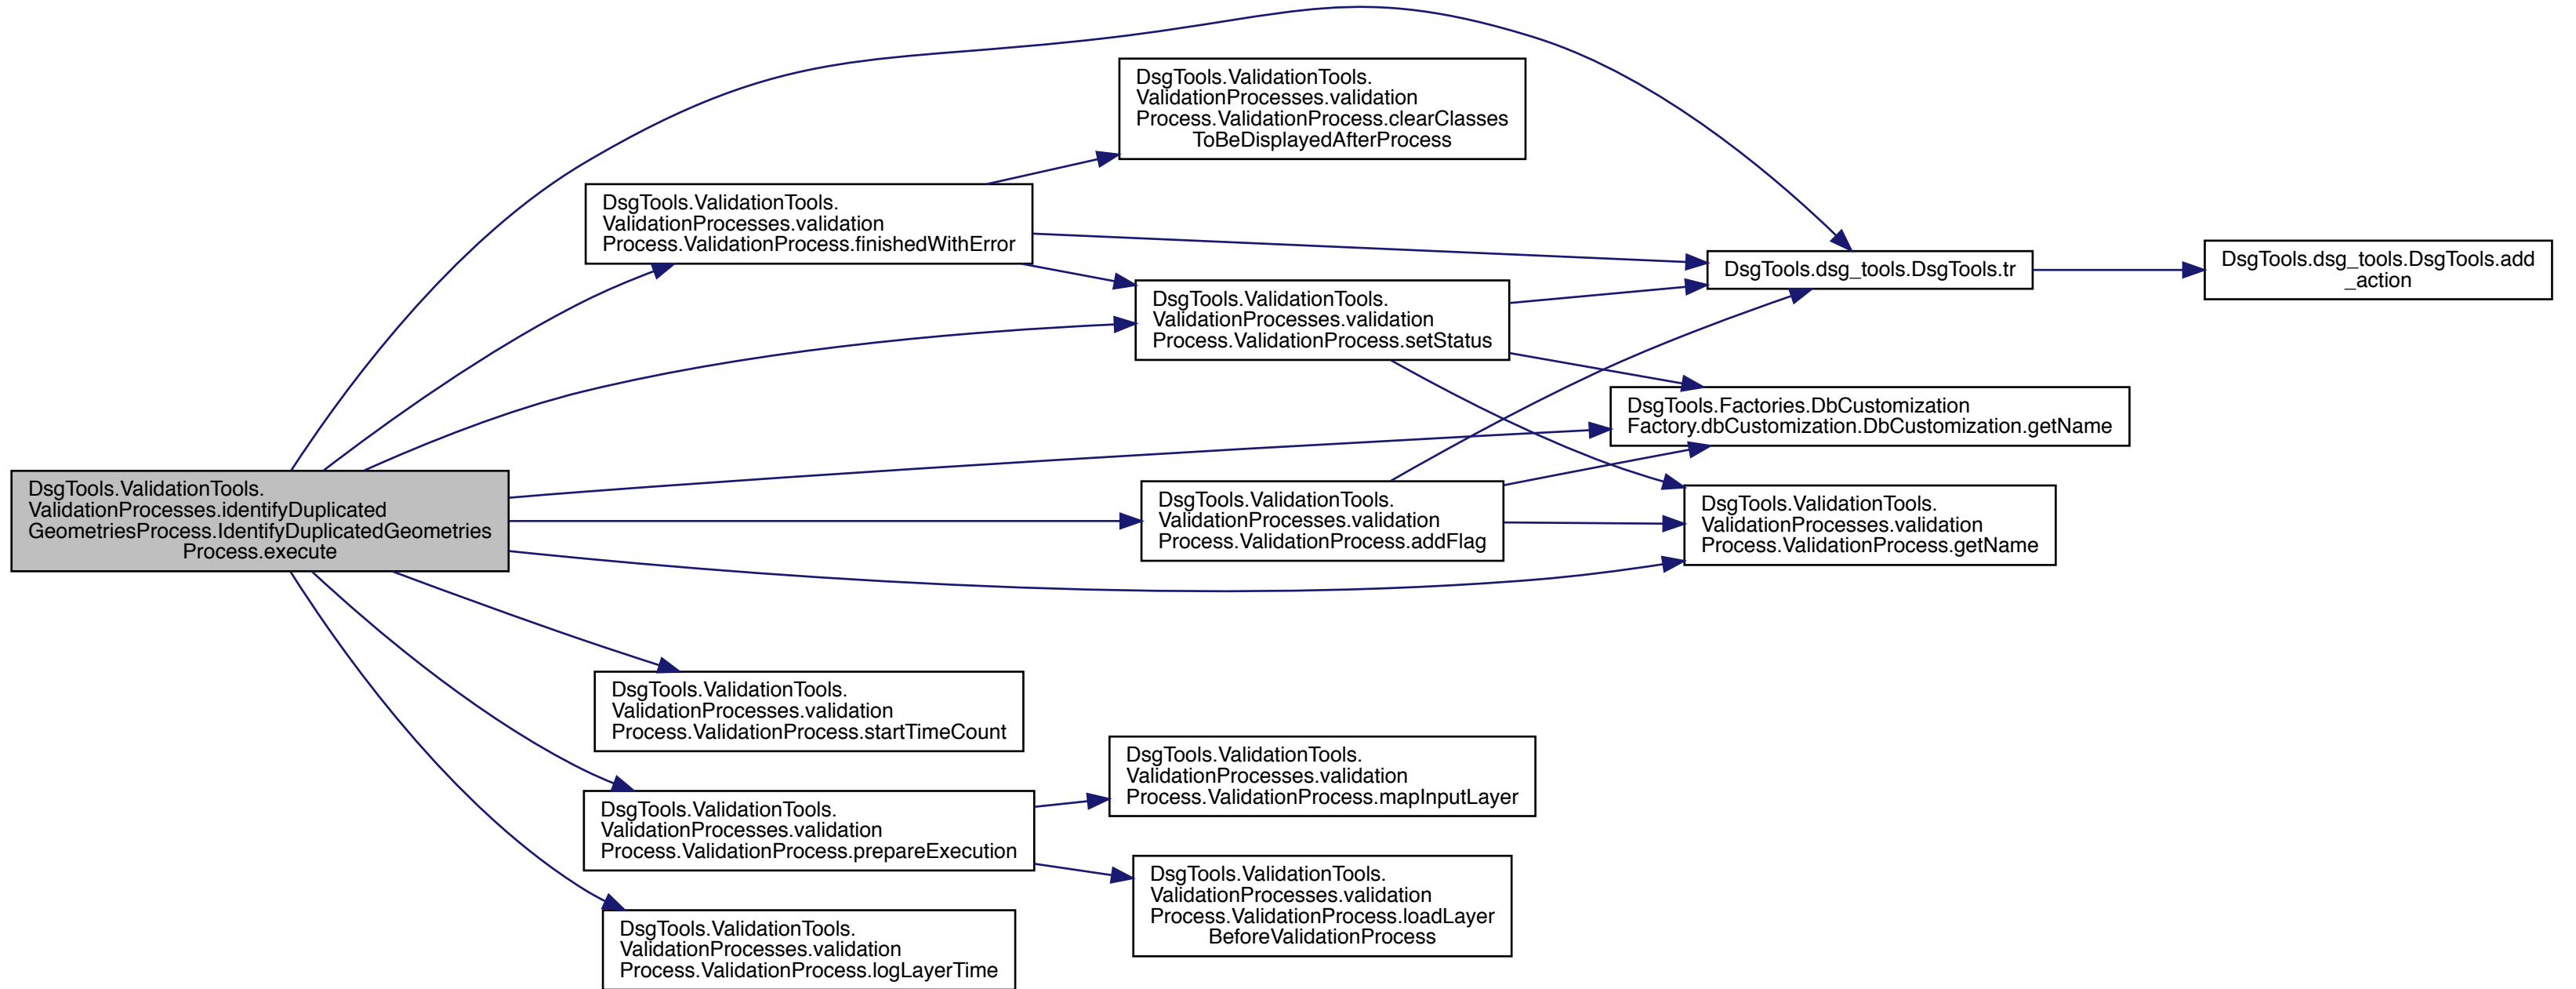 DsgTools.ValidationTools.
ValidationProcesses.validation
Process.ValidationProcess.clearClasses
ToBeDisplayedAfterProcess
DsgTools.ValidationTools.
ValidationProcesses.validation
Process.ValidationProcess.finishedWithError
DsgTools.dsg_tools.DsgTools.tr
DsgTools.dsg_tools.DsgTools.add
_action
DsgTools.ValidationTools.
ValidationProcesses.validation
Process.ValidationProcess.setStatus
DsgTools.Factories.DbCustomization
Factory.dbCustomization.DbCustomization.getName
DsgTools.ValidationTools.
ValidationProcesses.identifyDuplicated
GeometriesProcess.IdentifyDuplicatedGeometries
Process.execute
DsgTools.ValidationTools.
ValidationProcesses.validation
Process.ValidationProcess.addFlag
DsgTools.ValidationTools.
ValidationProcesses.validation
Process.ValidationProcess.getName
DsgTools.ValidationTools.
ValidationProcesses.validation
Process.ValidationProcess.startTimeCount
DsgTools.ValidationTools.
ValidationProcesses.validation
Process.ValidationProcess.mapInputLayer
DsgTools.ValidationTools.
ValidationProcesses.validation
Process.ValidationProcess.prepareExecution
DsgTools.ValidationTools.
ValidationProcesses.validation
Process.ValidationProcess.loadLayer
BeforeValidationProcess
DsgTools.ValidationTools.
ValidationProcesses.validation
Process.ValidationProcess.logLayerTime